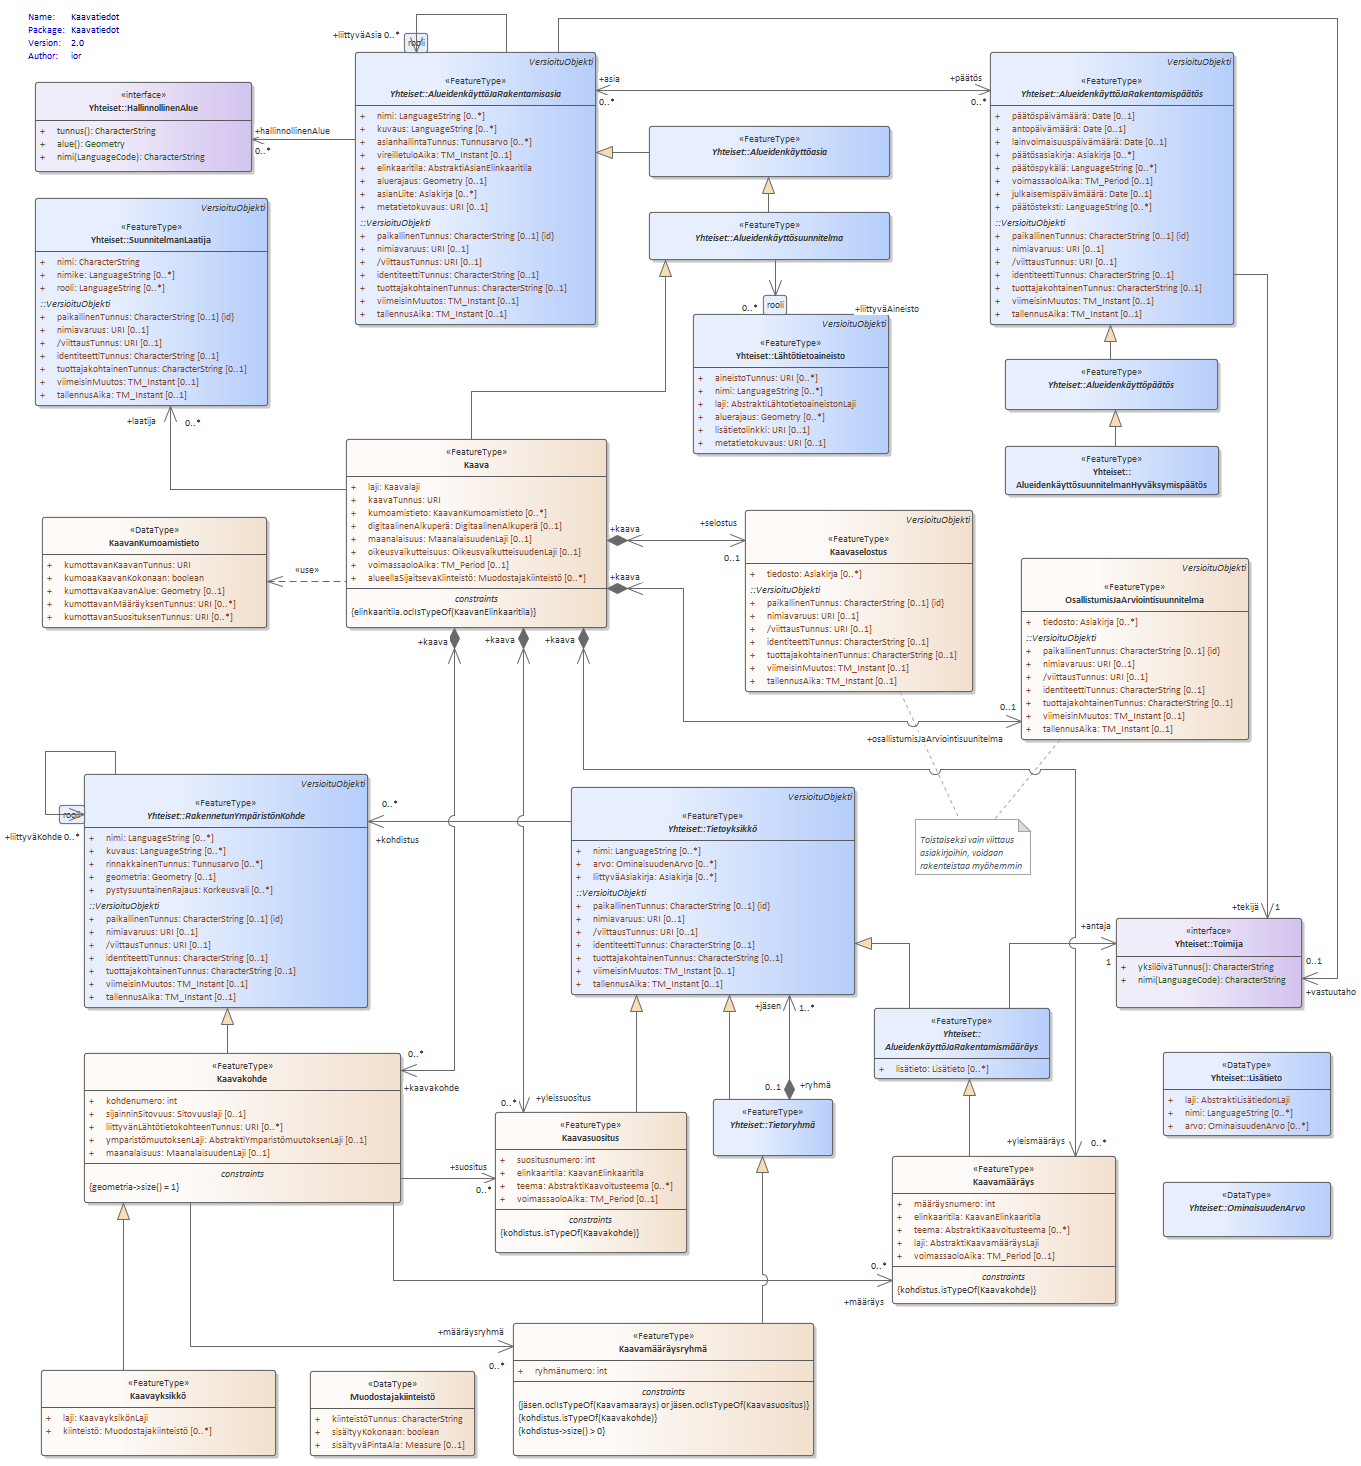 Name: Kaavatiedot
Package: Kaavatiedot
Version: 2.0
Author: ior
+liittyväAsia 0..*
rooli
VersioituObjekti
«FeatureType»
Yhteiset::AlueidenkäyttöJaRakentamisasia
+ nimi: LanguageString [0..*]
+ kuvaus: LanguageString [0..*]
+ asianhallintaTunnus: Tunnusarvo [0..*]
+ vireilletuloAika: TM_Instant [0..1]
+ elinkaaritila: AbstraktiAsianElinkaaritila
+ aluerajaus: Geometry [0..1]
+ asianLiite: Asiakirja [0..*]
+ metatietokuvaus: URI [0..1]
::VersioituObjekti
+ paikallinenTunnus: CharacterString [0..1] {id}
+ nimiavaruus: URI [0..1]
+ /viittausTunnus: URI [0..1]
+ identiteettiTunnus: CharacterString [0..1]
+ tuottajakohtainenTunnus: CharacterString [0..1]
+ viimeisinMuutos: TM_Instant [0..1]
+ tallennusAika: TM_Instant [0..1]
+asia
0..*
+päätös
0..*
VersioituObjekti
«FeatureType»
Yhteiset::AlueidenkäyttöJaRakentamispäätös
+ päätöspäivämäärä: Date [0..1]
+ antopäivämäärä: Date [0..1]
+ lainvoimaisuuspäivämäärä: Date [0..1]
+ päätösasiakirja: Asiakirja [0..*]
+ päätöspykälä: LanguageString [0..*]
+ voimassaoloAika: TM_Period [0..1]
+ julkaisemispäivämäärä: Date [0..1]
+ päätösteksti: LanguageString [0..*]
::VersioituObjekti
+ paikallinenTunnus: CharacterString [0..1] {id}
+ nimiavaruus: URI [0..1]
+ /viittausTunnus: URI [0..1]
+ identiteettiTunnus: CharacterString [0..1]
+ tuottajakohtainenTunnus: CharacterString [0..1]
+ viimeisinMuutos: TM_Instant [0..1]
+ tallennusAika: TM_Instant [0..1]
«interface»
Yhteiset::HallinnollinenAlue
+ tunnus(): CharacterString
+ alue(): Geometry
+ nimi(LanguageCode): CharacterString
+hallinnollinenAlue
0..*
«FeatureType»
Yhteiset::Alueidenkäyttöasia
«FeatureType»
Yhteiset::Alueidenkäyttösuunnitelma
VersioituObjekti
«FeatureType»
Yhteiset::SuunnitelmanLaatija
+ nimi: CharacterString
+ nimike: LanguageString [0..*]
+ rooli: LanguageString [0..*]
::VersioituObjekti
+ paikallinenTunnus: CharacterString [0..1] {id}
+ nimiavaruus: URI [0..1]
+ /viittausTunnus: URI [0..1]
+ identiteettiTunnus: CharacterString [0..1]
+ tuottajakohtainenTunnus: CharacterString [0..1]
+ viimeisinMuutos: TM_Instant [0..1]
+ tallennusAika: TM_Instant [0..1]
+laatija
0..*
0..*
rooli
+liittyväAineisto
VersioituObjekti
«FeatureType»
Yhteiset::Lähtötietoaineisto
+ aineistoTunnus: URI [0..*]
+ nimi: LanguageString [0..*]
+ laji: AbstraktiLähtotietoaineistonLaji
+ aluerajaus: Geometry [0..*]
+ lisätietolinkki: URI [0..1]
+ metatietokuvaus: URI [0..1]
«FeatureType»
Yhteiset::Alueidenkäyttöpäätös
«FeatureType»
Yhteiset::
AlueidenkäyttösuunnitelmanHyväksymispäätös
«FeatureType»
Kaava
+ laji: Kaavalaji
+ kaavaTunnus: URI
+ kumoamistieto: KaavanKumoamistieto [0..*]
+ digitaalinenAlkuperä: DigitaalinenAlkuperä [0..1]
+ maanalaisuus: MaanalaisuudenLaji [0..1]
+ oikeusvaikutteisuus: OikeusvaikutteisuudenLaji [0..1]
+ voimassaoloAika: TM_Period [0..1]
+ alueellaSijaitsevaKiinteistö: Muodostajakiinteistö [0..*]
constraints
{elinkaaritila.oclIsTypeOf(KaavanElinkaaritila)}
«DataType»
KaavanKumoamistieto
+ kumottavanKaavanTunnus: URI
+ kumoaaKaavanKokonaan: boolean
+ kumottavaKaavanAlue: Geometry [0..1]
+ kumottavanMääräyksenTunnus: URI [0..*]
+ kumottavanSuosituksenTunnus: URI [0..*]
«use»
+kaava
+selostus
0..1
+kaava
+kaava
+kaava
+kaava
VersioituObjekti
«FeatureType»
Kaavaselostus
+ tiedosto: Asiakirja [0..*]
::VersioituObjekti
+ paikallinenTunnus: CharacterString [0..1] {id}
+ nimiavaruus: URI [0..1]
+ /viittausTunnus: URI [0..1]
+ identiteettiTunnus: CharacterString [0..1]
+ tuottajakohtainenTunnus: CharacterString [0..1]
+ viimeisinMuutos: TM_Instant [0..1]
+ tallennusAika: TM_Instant [0..1]
VersioituObjekti
«FeatureType»
OsallistumisJaArviointisuunnitelma
+ tiedosto: Asiakirja [0..*]
::VersioituObjekti
+ paikallinenTunnus: CharacterString [0..1] {id}
+ nimiavaruus: URI [0..1]
+ /viittausTunnus: URI [0..1]
+ identiteettiTunnus: CharacterString [0..1]
+ tuottajakohtainenTunnus: CharacterString [0..1]
+ viimeisinMuutos: TM_Instant [0..1]
+ tallennusAika: TM_Instant [0..1]
0..1
+osallistumisJaArviointisuunitelma
Toistaiseksi vain viittaus
asiakirjoihin, voidaan
rakenteistaa myöhemmin
rooli
+liittyväKohde 0..*
VersioituObjekti
«FeatureType»
Yhteiset::RakennetunYmpäristönKohde
+ nimi: LanguageString [0..*]
+ kuvaus: LanguageString [0..*]
+ rinnakkainenTunnus: Tunnusarvo [0..*]
+ geometria: Geometry [0..1]
+ pystysuuntainenRajaus: Korkeusvali [0..*]
::VersioituObjekti
+ paikallinenTunnus: CharacterString [0..1] {id}
+ nimiavaruus: URI [0..1]
+ /viittausTunnus: URI [0..1]
+ identiteettiTunnus: CharacterString [0..1]
+ tuottajakohtainenTunnus: CharacterString [0..1]
+ viimeisinMuutos: TM_Instant [0..1]
+ tallennusAika: TM_Instant [0..1]
0..*
+kohdistus
VersioituObjekti
«FeatureType»
Yhteiset::Tietoyksikkö
+ nimi: LanguageString [0..*]
+ arvo: OminaisuudenArvo [0..*]
+ liittyväAsiakirja: Asiakirja [0..*]
::VersioituObjekti
+ paikallinenTunnus: CharacterString [0..1] {id}
+ nimiavaruus: URI [0..1]
+ /viittausTunnus: URI [0..1]
+ identiteettiTunnus: CharacterString [0..1]
+ tuottajakohtainenTunnus: CharacterString [0..1]
+ viimeisinMuutos: TM_Instant [0..1]
+ tallennusAika: TM_Instant [0..1]
+tekijä
1
+antaja
1
«interface»
Yhteiset::Toimija
+ yksilöiväTunnus(): CharacterString
+ nimi(LanguageCode): CharacterString
0..1
+vastuutaho
+jäsen
1..*
0..1
+ryhmä
«FeatureType»
Yhteiset::
AlueidenkäyttöJaRakentamismääräys
+ lisätieto: Lisätieto [0..*]
«FeatureType»
Yhteiset::Tietoryhmä
«DataType»
Yhteiset::Lisätieto
+ laji: AbstraktiLisätiedonLaji
+ nimi: LanguageString [0..*]
+ arvo: OminaisuudenArvo [0..*]
«DataType»
Yhteiset::OminaisuudenArvo
«FeatureType»
Kaavakohde
+ kohdenumero: int
+ sijainninSitovuus: Sitovuuslaji [0..1]
+ liittyvänLähtötietokohteenTunnus: URI [0..*]
+ ympäristömuutoksenLaji: AbstraktiYmparistömuutoksenLaji [0..1]
+ maanalaisuus: MaanalaisuudenLaji [0..1]
constraints
{geometria->size() = 1}
0..*
+kaavakohde
0..*
+yleissuositus
+suositus
0..*
«FeatureType»
Kaavasuositus
+ suositusnumero: int
+ elinkaaritila: KaavanElinkaaritila
+ teema: AbstraktiKaavoitusteema [0..*]
+ voimassaoloAika: TM_Period [0..1]
constraints
{kohdistus.isTypeOf(Kaavakohde)}
+yleismääräys
0..*
«FeatureType»
Kaavamääräys
+ määräysnumero: int
+ elinkaaritila: KaavanElinkaaritila
+ teema: AbstraktiKaavoitusteema [0..*]
+ laji: AbstraktiKaavamääräysLaji
+ voimassaoloAika: TM_Period [0..1]
constraints
{kohdistus.isTypeOf(Kaavakohde)}
0..*
+määräys
+määräysryhmä
0..*
«FeatureType»
Kaavamääräysryhmä
+ ryhmänumero: int
constraints
{jäsen.oclIsTypeOf(Kaavamaarays) or jäsen.oclIsTypeOf(Kaavasuositus)}
{kohdistus.isTypeOf(Kaavakohde)}
{kohdistus->size() > 0}
«FeatureType»
Kaavayksikkö
+ laji: KaavayksikönLaji
+ kiinteistö: Muodostajakiinteistö [0..*]
«DataType»
Muodostajakiinteistö
+ kiinteistöTunnus: CharacterString
+ sisältyyKokonaan: boolean
+ sisältyväPintaAla: Measure [0..1]